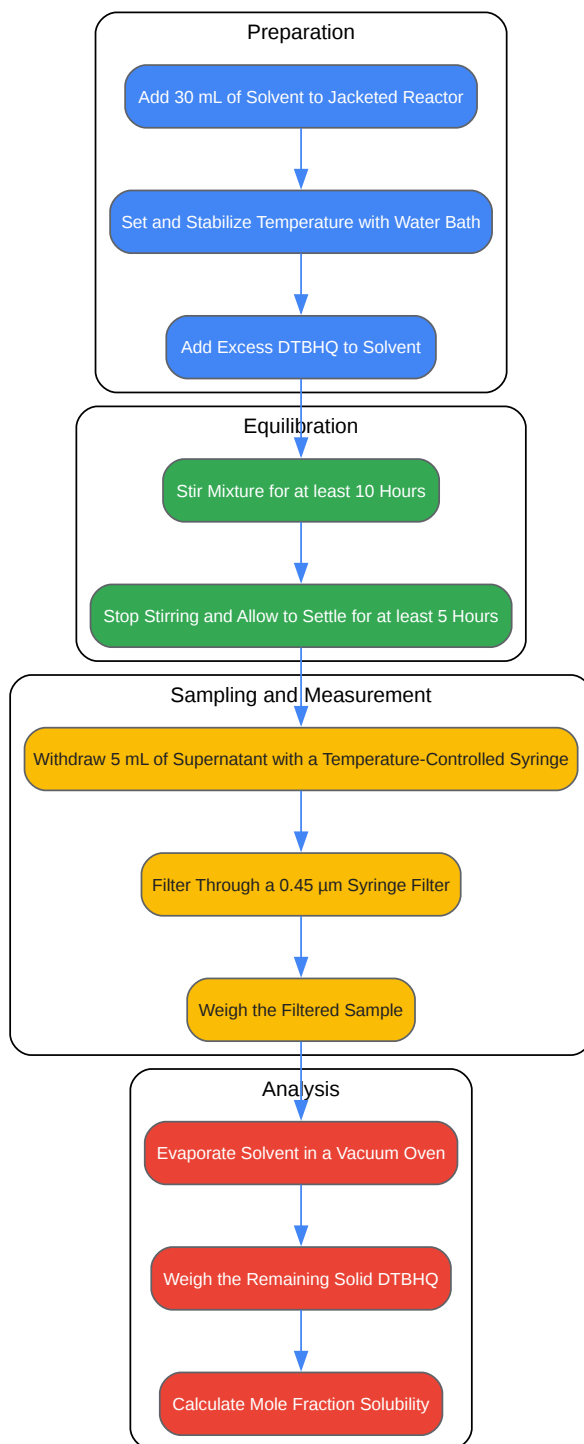 Preparation
Add 30 mL of Solvent to Jacketed Reactor
Set and Stabilize Temperature with Water Bath
Add Excess DTBHQ to Solvent
Equilibration
Stir Mixture for at least 10 Hours
Stop Stirring and Allow to Settle for at least 5 Hours
Sampling and Measurement
Withdraw 5 mL of Supernatant with a Temperature-Controlled Syringe
Filter Through a 0.45 µm Syringe Filter
Weigh the Filtered Sample
Analysis
Evaporate Solvent in a Vacuum Oven
Weigh the Remaining Solid DTBHQ
Calculate Mole Fraction Solubility